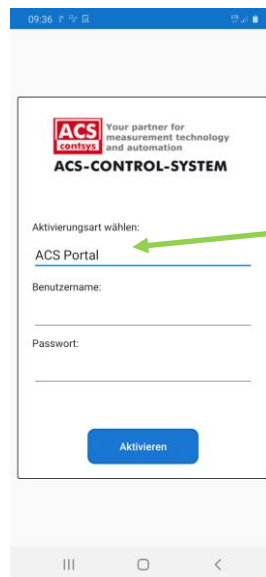 09:36
ACS
contsys
Your partner for
measurement technology
and automation
ACS-CONTROL-SYSTEM
Aktivierungsart wählen:
ACS Portal
Benutzername:
Passwort:
Aktivieren